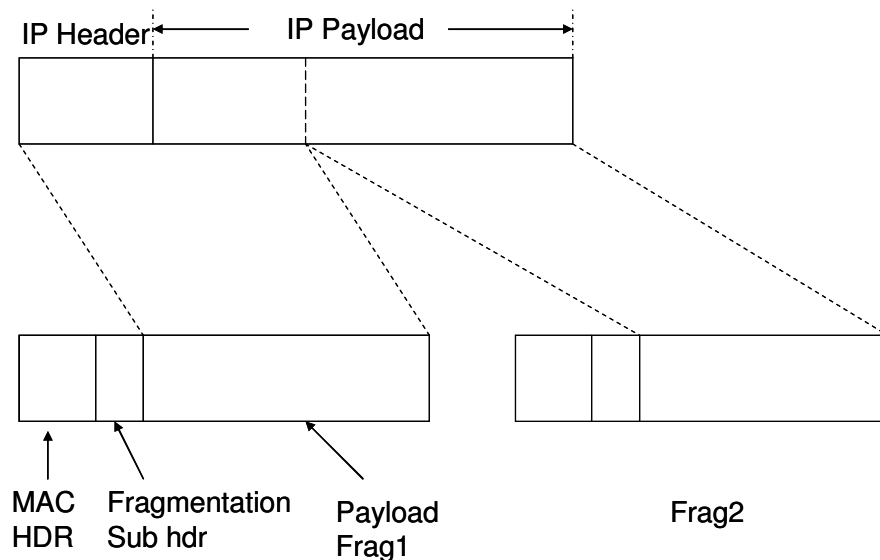 IP Header
IP Payload
MAC
HDR
Fragmentation
Sub hdr
Payload
Frag1
Frag2